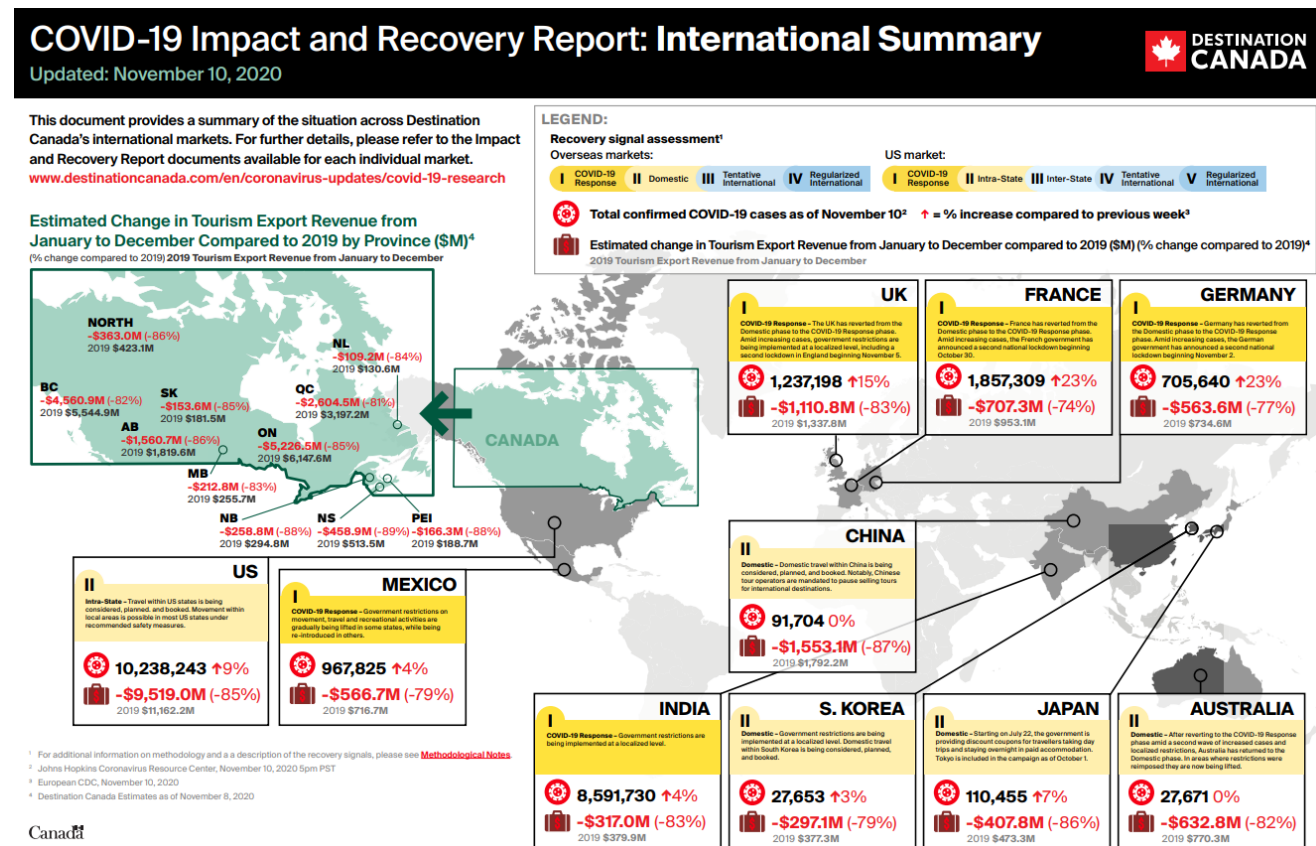 COVID-19 Impact and Recovery Report: International Summary
Updated: November 10, 2020
DESTINATION
CANADA
This document provides a summary of the situation across Destination
Canada's international markets. For further details, please refer to the Impact
and Recovery Report documents available for each individual market.
www.destinationcanada.com/en/coronavirus-updates/covid-19-research
LEGEND:
Recovery signal assessment¹
Overseas markets:
I COVID-19 Response II Domestic III Tentative International IV Regularized International
US market:
I COVID-19 Response II Intra-State III Inter-State IV Tentative International V Regularized International
Total confirmed COVID-19 cases as of November 10² ↑ = % increase compared to previous week³
Estimated change in Tourism Export Revenue from January to December compared to 2019 ($M) (% change compared to 2019)⁴
2019 Tourism Export Revenue from January to December
Estimated Change in Tourism Export Revenue from
January to December Compared to 2019 by Province ($M)⁴
(% change compared to 2019) 2019 Tourism Export Revenue from January to December
NORTH
-$363.0M (-86%)
2019 $423.1M
NL
-$109.2M (-84%)
2019 $130.6M
BC
-$4,560.9M (-82%)
2019 $5,544.9M
SK
-$153.6M (-85%)
2019 $181.5M
QC
-$2,604.5M (-81%)
2019 $3,197.2M
AB
-$1,560.7M (-86%)
2019 $1,819.6M
ON
-$5,226.5M (-85%)
2019 $6,147.6M
MB
-$212.8M (-83%)
2019 $255.7M
NB
-$258.8M (-88%)
2019 $294.8M
NS
-$458.9M (-89%)
2019 $513.5M
PEI
-$166.3M (-88%)
2019 $188.7M
CANADA
UK
I
COVID-19 Response – The UK has reverted from the
Domestic phase to the COVID-19 Response phase.
Amid increasing cases, government restrictions are
being implemented at a localized level, including a
second lockdown in England beginning November 5.
1,237,198 ↑15%
-$1,110.8M (-83%)
2019 $1,337.8M
FRANCE
I
COVID-19 Response – France has reverted from the
Domestic phase to the COVID-19 Response phase.
Amid increasing cases, the French government has
announced a second national lockdown beginning
October 30.
1,857,309 ↑23%
-$707.3M (-74%)
2019 $953.1M
GERMANY
I
COVID-19 Response – Germany has reverted from
the Domestic phase to the COVID-19 Response
phase. Amid increasing cases, the German
government has announced a second national
lockdown beginning November 2.
705,640 ↑23%
-$563.6M (-77%)
2019 $734.6M
US
II
Intra-State – Travel within US states is being
considered, planned. and booked. Movement within
local areas is possible in most US states under
recommended safety measures.
10,238,243 ↑9%
-$9,519.0M (-85%)
2019 $11,162.2M
MEXICO
I
COVID-19 Response – Government restrictions on
movement, travel and recreational activities are
gradually being lifted in some states, while being
re-introduced in others.
967,825 ↑4%
-$566.7M (-79%)
2019 $716.7M
CHINA
II
Domestic – Domestic travel within China is being
considered, planned, and booked. Notably, Chinese
tour operators are mandated to pause selling tours
for international destinations.
91,704 0%
-$1,553.1M (-87%)
2019 $1,792.2M
INDIA
I
COVID-19 Response – Government restrictions are
being implemented at a localized level.
8,591,730 ↑4%
-$317.0M (-83%)
2019 $379.9M
S. KOREA
II
Domestic – Government restrictions are being
implemented at a localized level. Domestic travel
within South Korea is being considered, planned,
and booked.
27,653 ↑3%
-$297.1M (-79%)
2019 $377.3M
JAPAN
II
Domestic – Starting on July 22, the government is
providing discount coupons for travellers taking day
trips and staying overnight in paid accommodation.
Tokyo is included in the campaign as of October 1.
110,455 ↑7%
-$407.8M (-86%)
2019 $473.3M
AUSTRALIA
II
Domestic – After reverting to the COVID-19 Response
phase amid a second wave of increased cases and
localized restrictions, Australia has returned to the
Domestic phase. In areas where restrictions were
reimposed they are now being lifted.
27,671 0%
-$632.8M (-82%)
2019 $770.3M
¹ For additional information on methodology and a a description of the recovery signals, please see Methodological Notes.
² Johns Hopkins Coronavirus Resource Center, November 10, 2020 5pm PST
³ European CDC, November 10, 2020
⁴ Destination Canada Estimates as of November 8, 2020
Canada